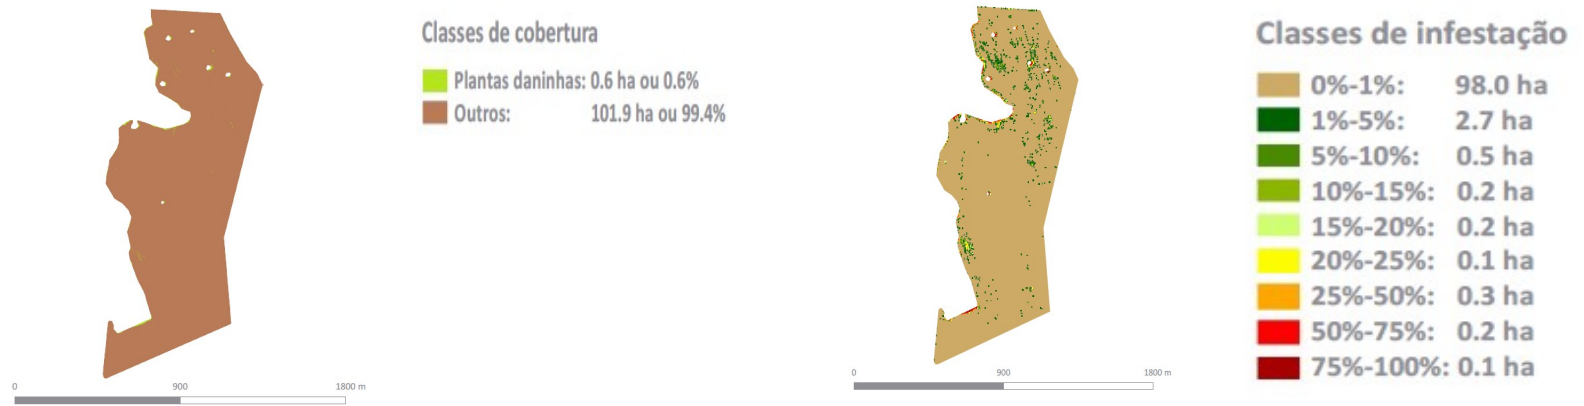 Classes de cobertura
Plantas daninhas: 0.6 ha ou 0.6%
Outros: 101.9 ha ou 99.4%
0 900 1800 m
Classes de infestação
0%-1%: 98.0 ha
1%-5%: 2.7 ha
5%-10%: 0.5 ha
10%-15%: 0.2 ha
15%-20%: 0.2 ha
20%-25%: 0.1 ha
25%-50%: 0.3 ha
50%-75%: 0.2 ha
75%-100%: 0.1 ha
0 900 1800 m